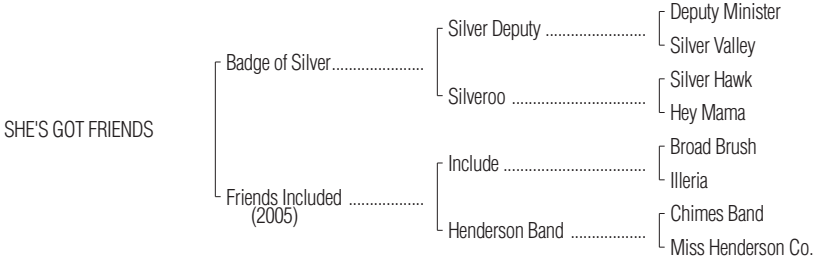 Deputy Minister
Silver Deputy ........................
Silver Valley
Badge of Silver......................
Silver Hawk
Silveroo ................................
Hey Mama
SHE'S GOT FRIENDS
Broad Brush
Include ..................................
Illeria
Friends Included ..................
(2005)
Chimes Band
Henderson Band ..................
Miss Henderson Co.